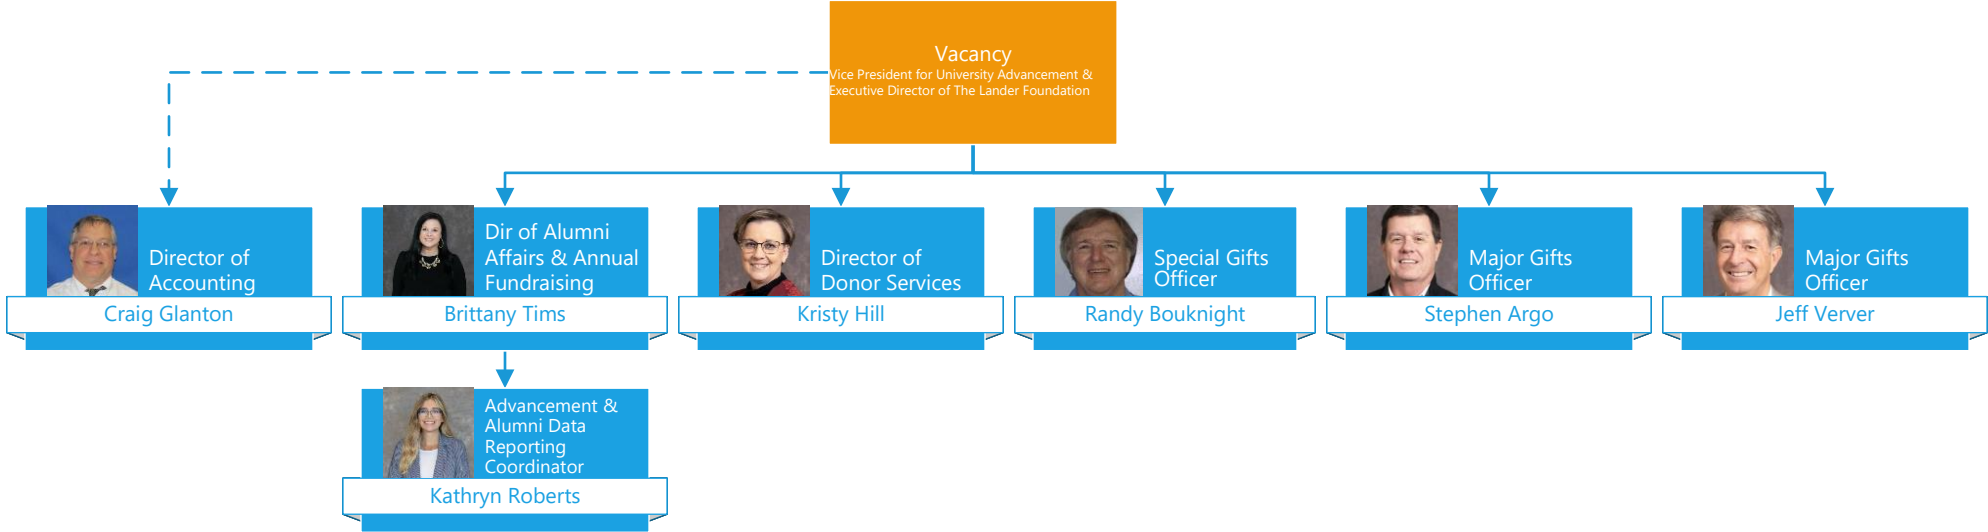 Vacancy
Vice President for University Advancement &
Executive Director of The Lander Foundation
Director of
Accounting
Craig Glanton
Dir of Alumni
Affairs & Annual
Fundraising
Brittany Tims
Director of
Donor Services
Kristy Hill
Special Gifts
Officer
Randy Bouknight
Major Gifts
Officer
Stephen Argo
Major Gifts
Officer
Jeff Verver
Advancement &
Alumni Data
Reporting
Coordinator
Kathryn Roberts